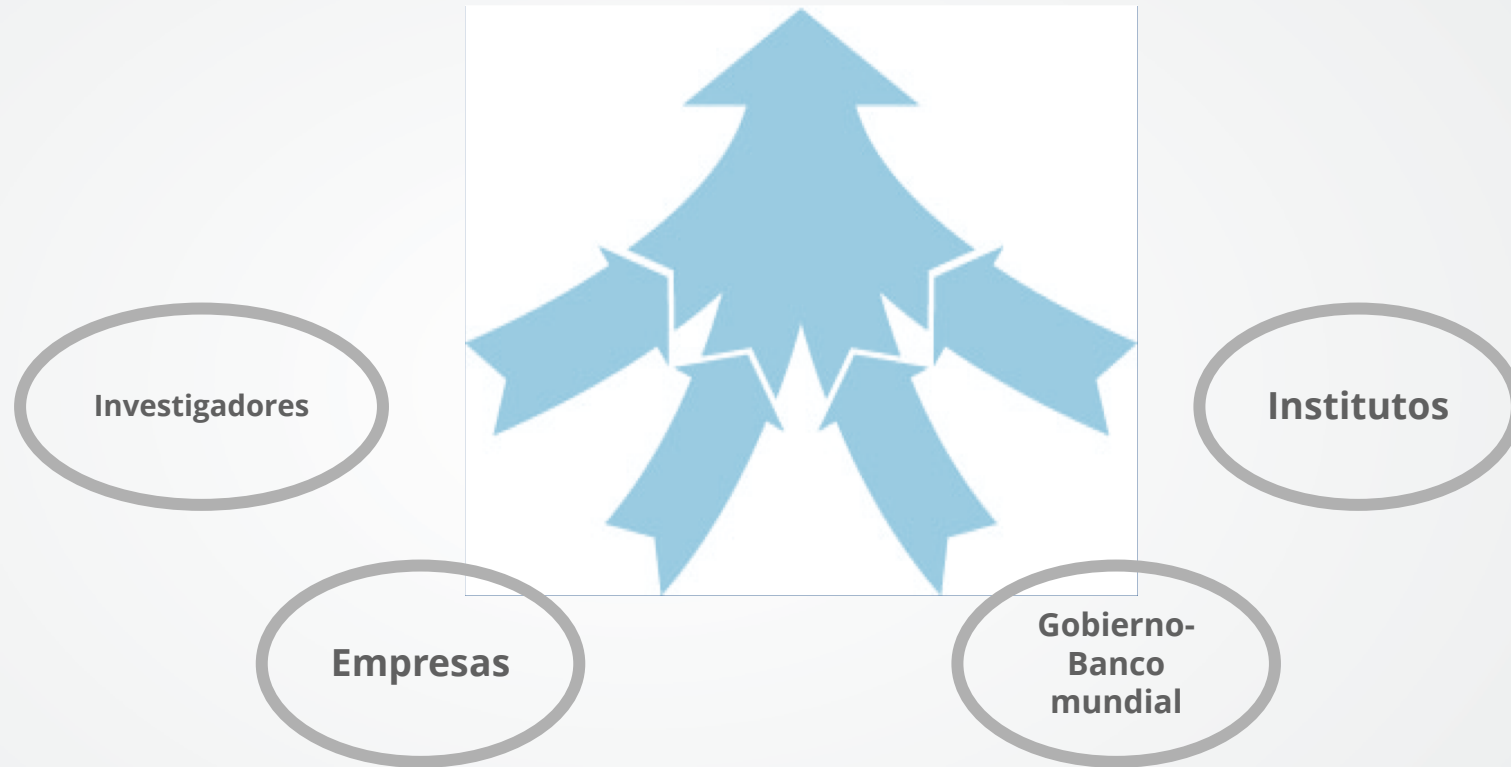 Investigadores
Institutos
Empresas
Gobierno-
Banco
mundial